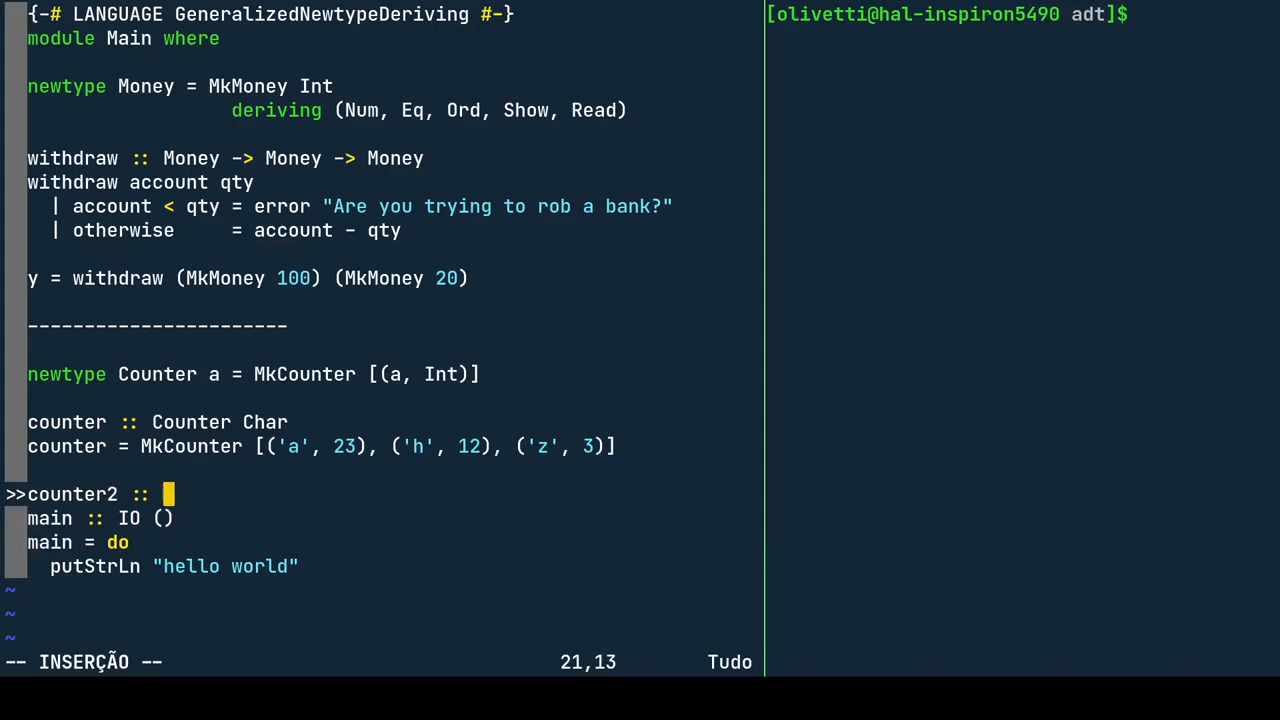 {-# LANGUAGE GeneralizedNewtypeDeriving #-}
module Main where
newtype Money = MkMoney Int
deriving (Num, Eq, Ord, Show, Read)
withdraw :: Money -> Money -> Money
withdraw account qty
| account < qty = error "Are you trying to rob a bank?"
| otherwise     = account - qty
y = withdraw (MkMoney 100) (MkMoney 20)
-----------------------
newtype Counter a = MkCounter [(a, Int)]
counter :: Counter Char
counter = MkCounter [('a', 23), ('h', 12), ('z', 3)]
>>counter2 ::
main :: IO ()
main = do
putStrLn "hello world"
~
~
~
-- INSERÇÃO -- 21,13 Tudo
[olivetti@hal-inspiron5490 adt]$